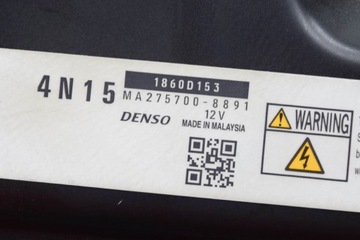 4N15
1860D153
MA275700-8891
12V
DENSO
MADE IN MALAYSIA
WARNING